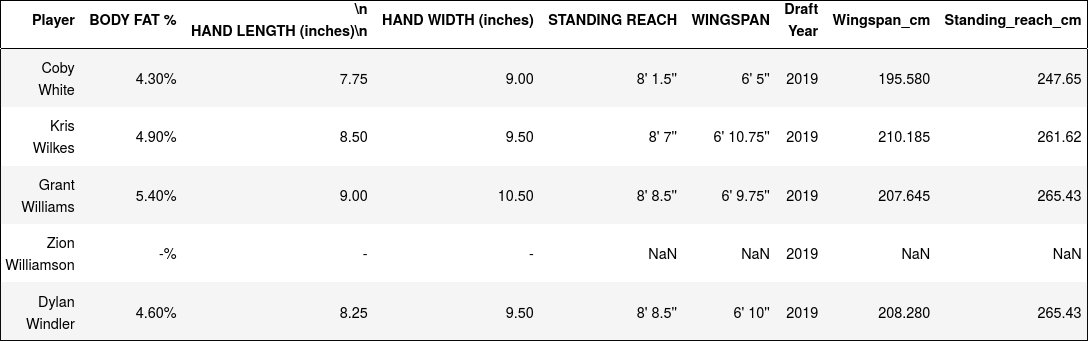 Player BODY FAT % \n HAND LENGTH (inches)\n HAND WIDTH (inches) STANDING REACH WINGSPAN Draft Year Wingspan_cm Standing_reach_cm
Coby White 4.30% 7.75 9.00 8' 1.5" 6' 5" 2019 195.580 247.65
Kris Wilkes 4.90% 8.50 9.50 8' 7" 6' 10.75" 2019 210.185 261.62
Grant Williams 5.40% 9.00 10.50 8' 8.5" 6' 9.75" 2019 207.645 265.43
Zion Williamson -% - - NaN NaN 2019 NaN NaN
Dylan Windler 4.60% 8.25 9.50 8' 8.5" 6' 10" 2019 208.280 265.43